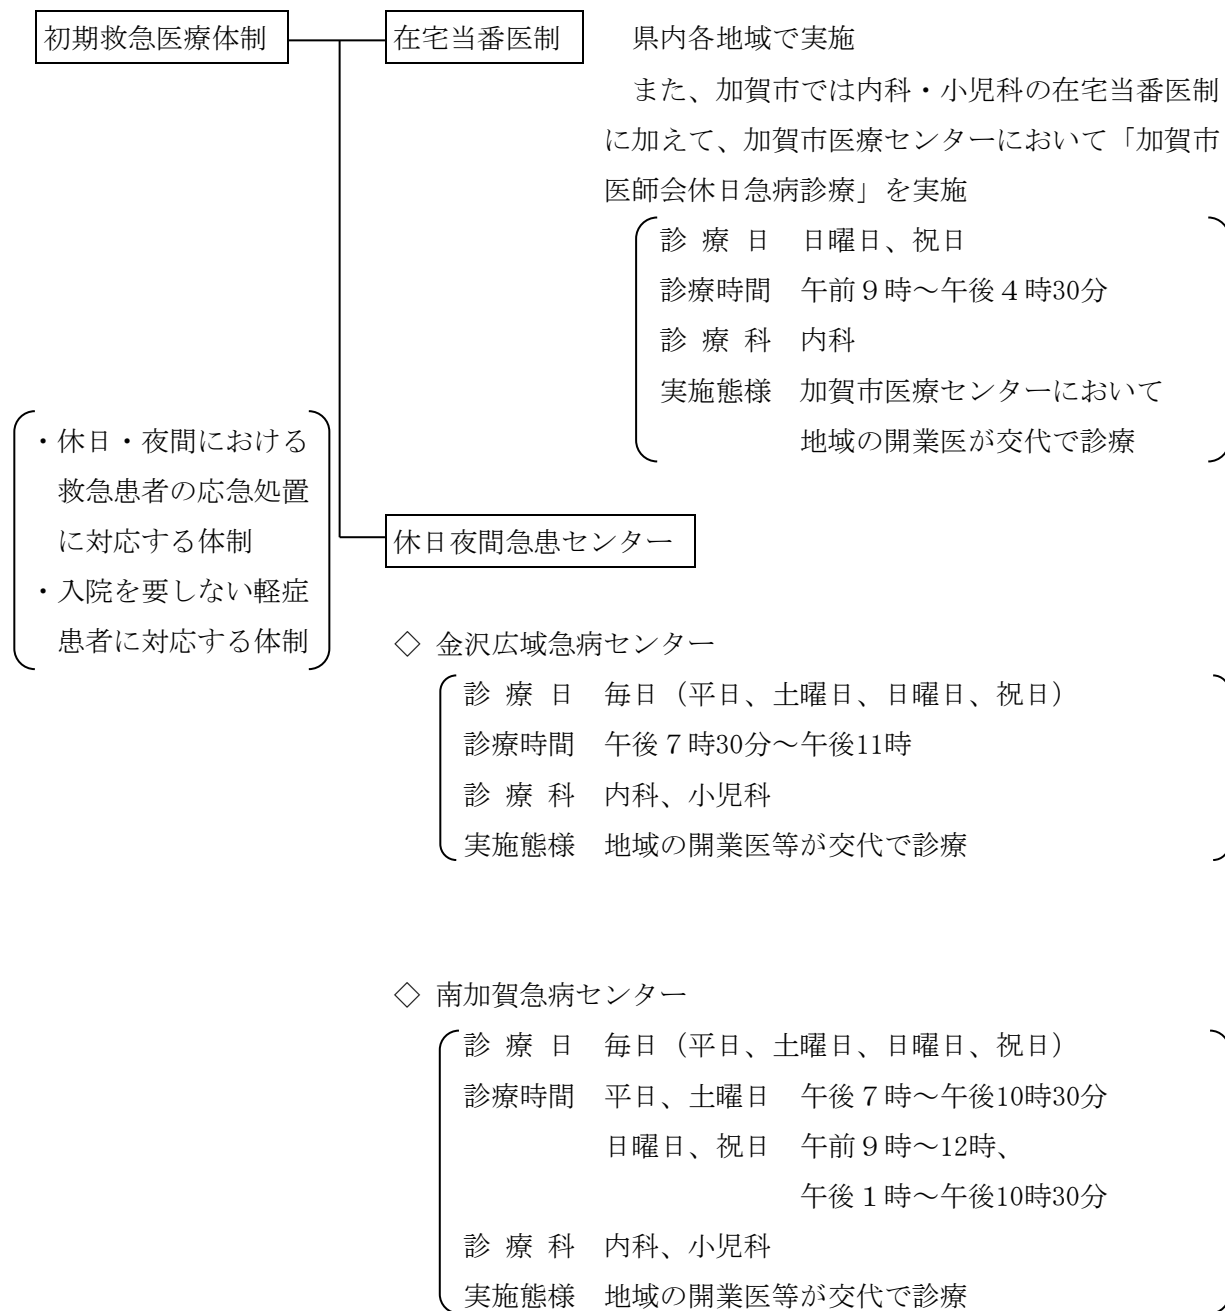 初期救急医療体制
在宅当番医制
県内各地域で実施
また、加賀市では内科・小児科の在宅当番医制
に加えて、加賀市医療センターにおいて「加賀市
医師会休日急病診療」を実施
診 療 日 日曜日、祝日
診療時間 午前９時～午後４時30分
診 療 科 内科
実施態様 加賀市医療センターにおいて
地域の開業医が交代で診療
・休日・夜間における
救急患者の応急処置
に対応する体制
・入院を要しない軽症
患者に対応する体制
休日夜間急患センター
◇ 金沢広域急病センター
診 療 日 毎日（平日、土曜日、日曜日、祝日）
診療時間 午後７時30分～午後11時
診 療 科 内科、小児科
実施態様 地域の開業医等が交代で診療
◇ 南加賀急病センター
診 療 日 毎日（平日、土曜日、日曜日、祝日）
診療時間 平日、土曜日 午後７時～午後10時30分
日曜日、祝日 午前９時～12時、
午後１時～午後10時30分
診 療 科 内科、小児科
実施態様 地域の開業医等が交代で診療